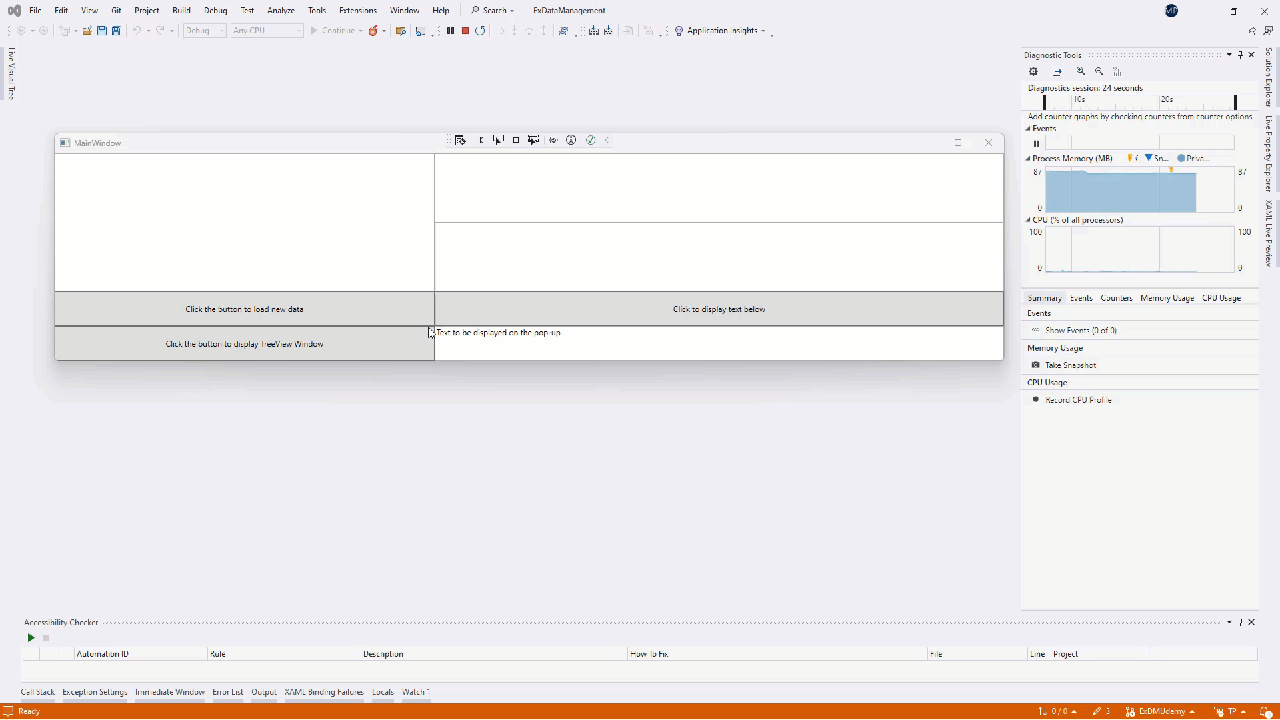 File Edit View Git Project Build Debug Test Analyze Tools Extensions Window Help Search ExDataManagement
Debug Any CPU Continue Application Insights
Live Visual Tree
MainWindow
Click the button to load new data
Click to display text below
Click the button to display TreeView Window
Text to be displayed on the pop-up
Diagnostic Tools
Diagnostic session: 24 seconds
10s 20s
Add counter graphs by checking counters from counter options
Events
Process Memory (MB) Sn... Priva...
87 87
0 0
CPU (% of all processors)
100 100
0 0
Summary Events Counters Memory Usage CPU Usage
Events
Show Events (0 of 0)
Memory Usage
Take Snapshot
CPU Usage
Record CPU Profile
Solution Explorer
Live Property Explorer
XAML Live Preview
Accessibility Checker
Automation ID Rule Description How To Fix File Line Project
Call Stack Exception Settings Immediate Window Error List Output XAML Binding Failures Locals Watch 1
Ready 0 / 0 3 ExDMUdemy TP